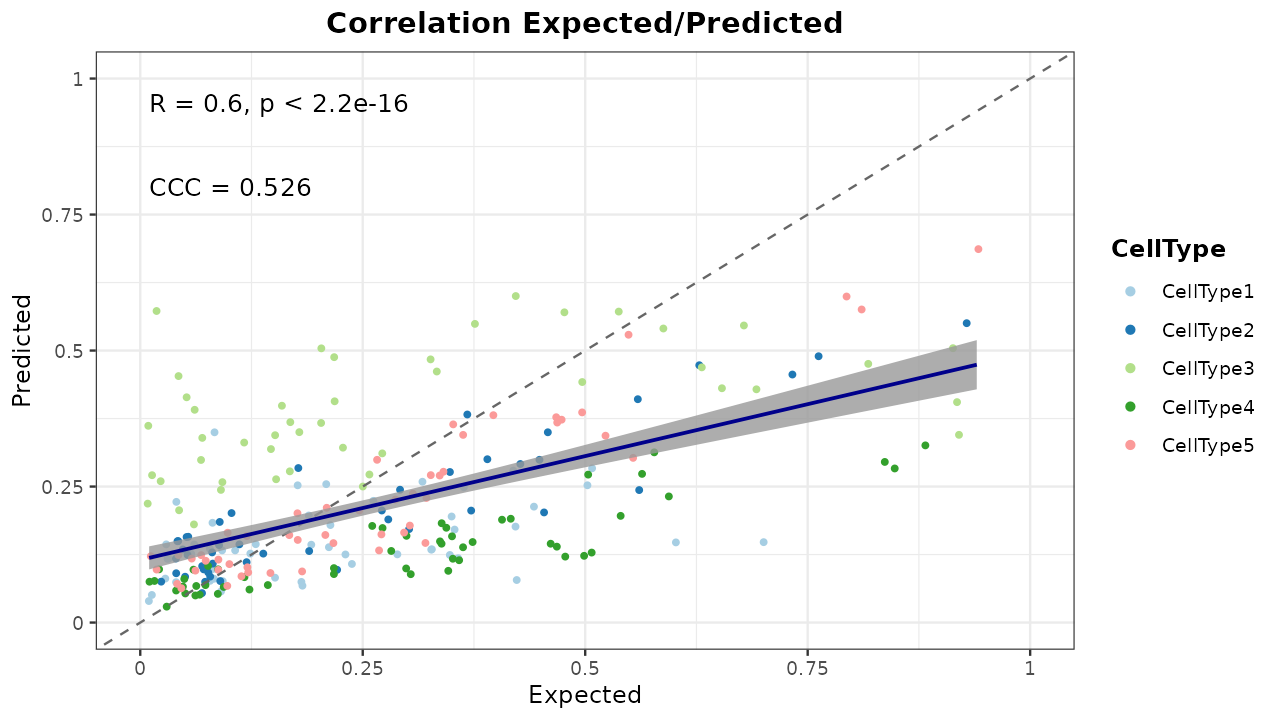 Correlation Expected/Predicted
R = 0.6, p < 2.2e-16
CCC = 0.526
Predicted
1
0.75
0.5
0.25
0
0
0.25
0.5
0.75
1
Expected
CellType
CellType1
CellType2
CellType3
CellType4
CellType5